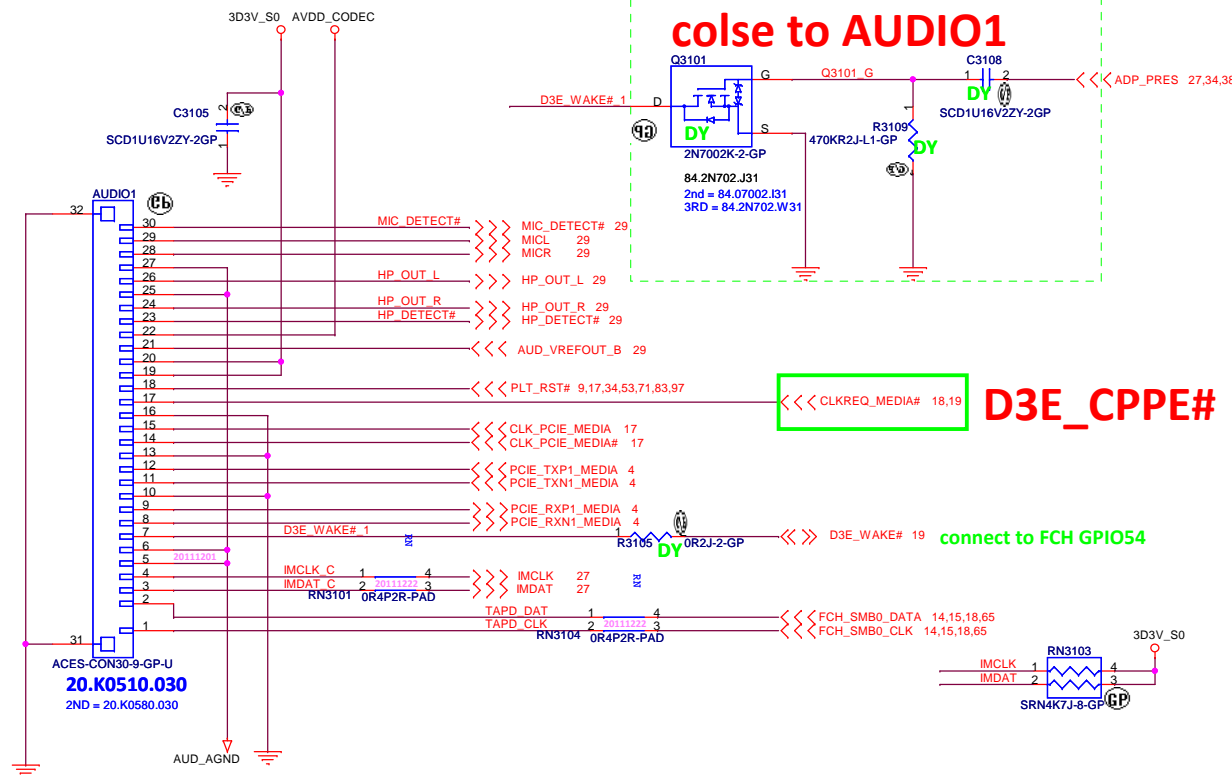 colse to AUDIO1
3D3V_S0 AVDD_CODEC
Q3101
G
Q3101_G
C3108
1 2
ADP_PRES 27,34,38
DY
SCD1U16V2ZY-2GP
D3E_WAKE#_1
D
DY
S
2N7002K-2-GP
84.2N702.J31
2nd = 84.07002.I31
3RD = 84.2N702.W31
1
R3109
470KR2J-L1-GP
DY
C3105
2
SCD1U16V2ZY-2GP
1
AUDIO1
32
30 MIC_DETECT# MIC_DETECT# 29
29 MICL 29
28 MICR 29
27
26 HP_OUT_L HP_OUT_L 29
25
24 HP_OUT_R HP_OUT_R 29
23 HP_DETECT# HP_DETECT# 29
22
21 AUD_VREFOUT_B 29
20
19
18 PLT_RST# 9,17,34,53,71,83,97
17 CLKREQ_MEDIA# 18,19
D3E_CPPE#
16
15 CLK_PCIE_MEDIA 17
14 CLK_PCIE_MEDIA# 17
13
12 PCIE_TXP1_MEDIA 4
11 PCIE_TXN1_MEDIA 4
10
9 PCIE_RXP1_MEDIA 4
8 PCIE_RXN1_MEDIA 4
7 D3E_WAKE#_1 1 2 D3E_WAKE# 19
R3105 DY 0R2J-2-GP
connect to FCH GPIO54
RN
6
20111201
5
4 IMCLK_C 1 4 IMCLK 27
20111222
3 IMDAT_C 2 3 IMDAT 27
RN3101 0R4P2R-PAD
RN
2 TAPD_DAT 1 4 FCH_SMB0_DATA 14,15,18,65
20111222
1 TAPD_CLK 2 3 FCH_SMB0_CLK 14,15,18,65
RN3104 0R4P2R-PAD
31
ACES-CON30-9-GP-U
20.K0510.030
2ND = 20.K0580.030
AUD_AGND
3D3V_S0
RN3103
IMCLK 1 4
IMDAT 2 3
SRN4K7J-8-GP
GP